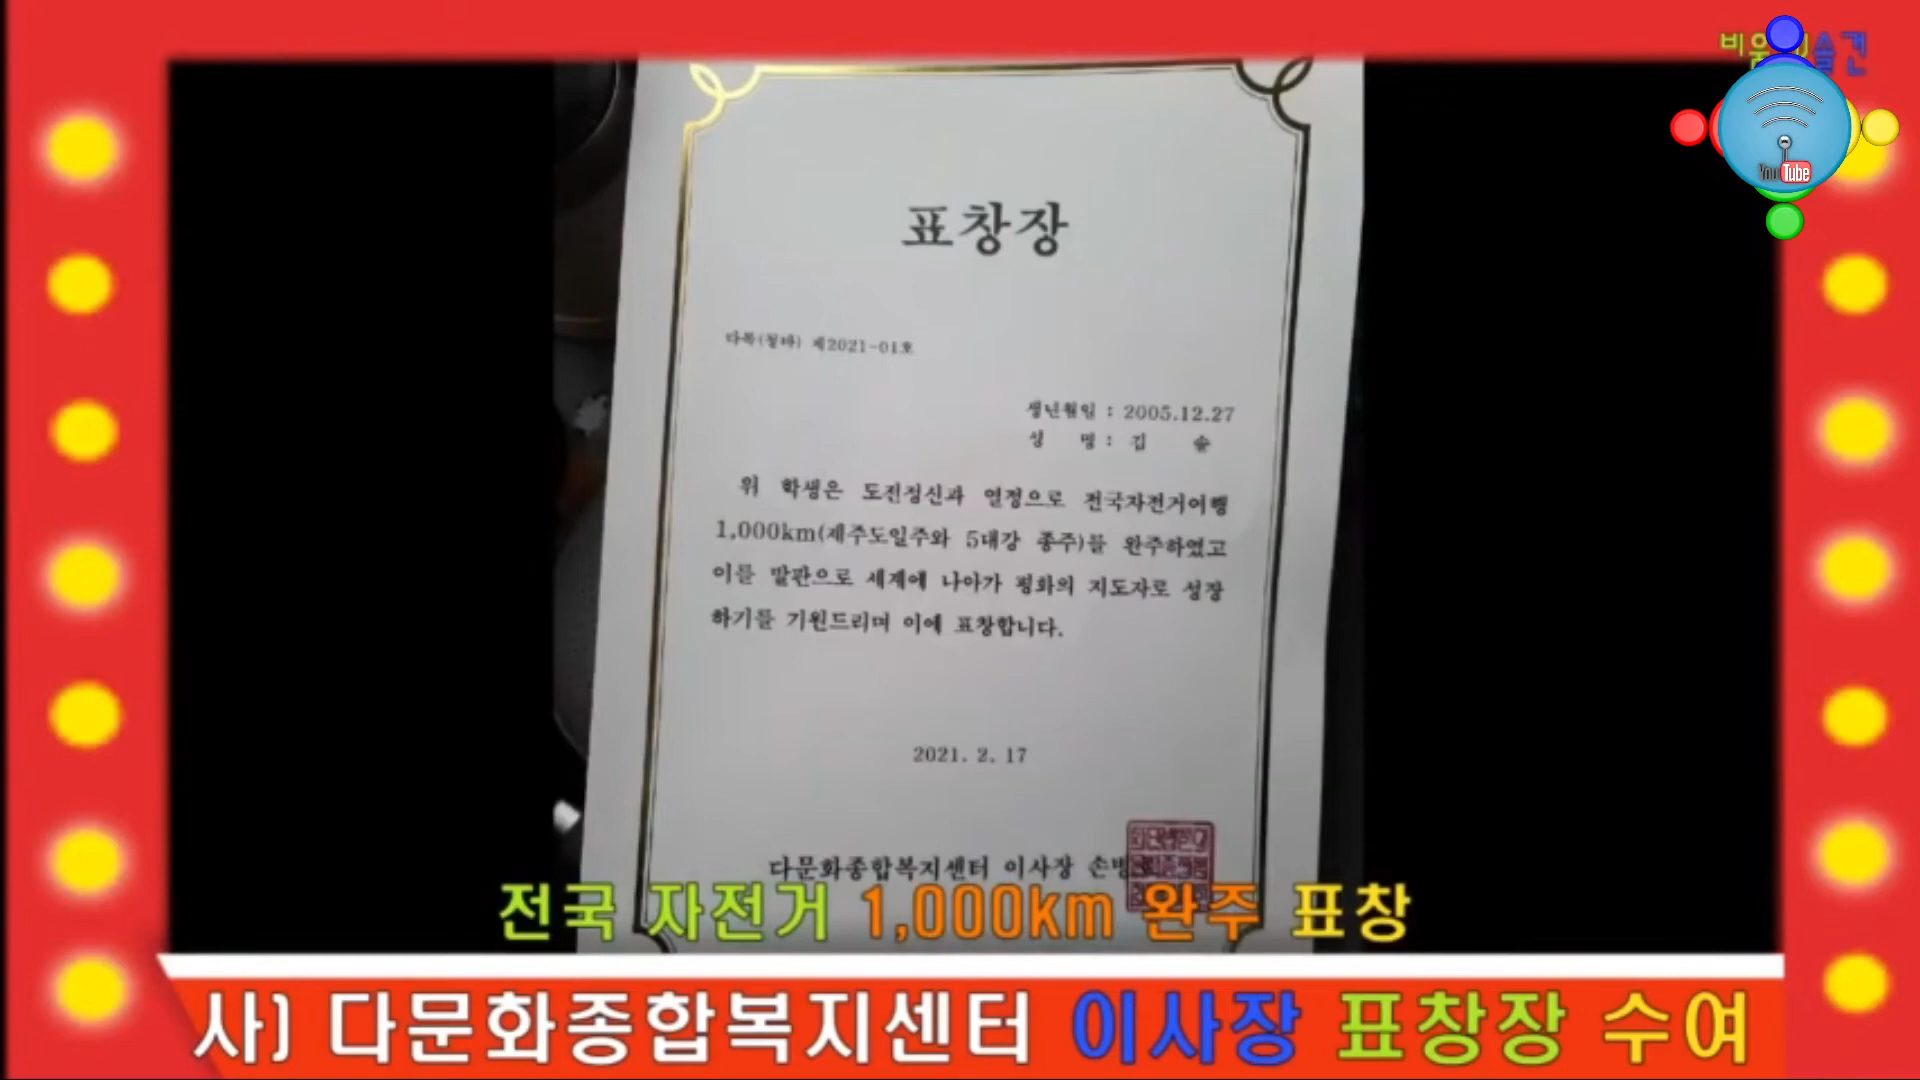 YouTube
표창장
제2021-01호
생년월일 : 2005.12.27
성 명 : 김 솔
위 학생은 도전정신과 열정으로 전국자전거여행
1,000km(제주도일주와 5대강 종주)를 완주하였고
이를 발판으로 세계에 나아가 평화의 지도자로 성장
하기를 기원드리며 이에 표창합니다.
2021. 2. 17
다문화종합복지센터 이사장
전국 자전거 1,000km 완주 표창
사) 다문화종합복지센터 이사장 표창장 수여